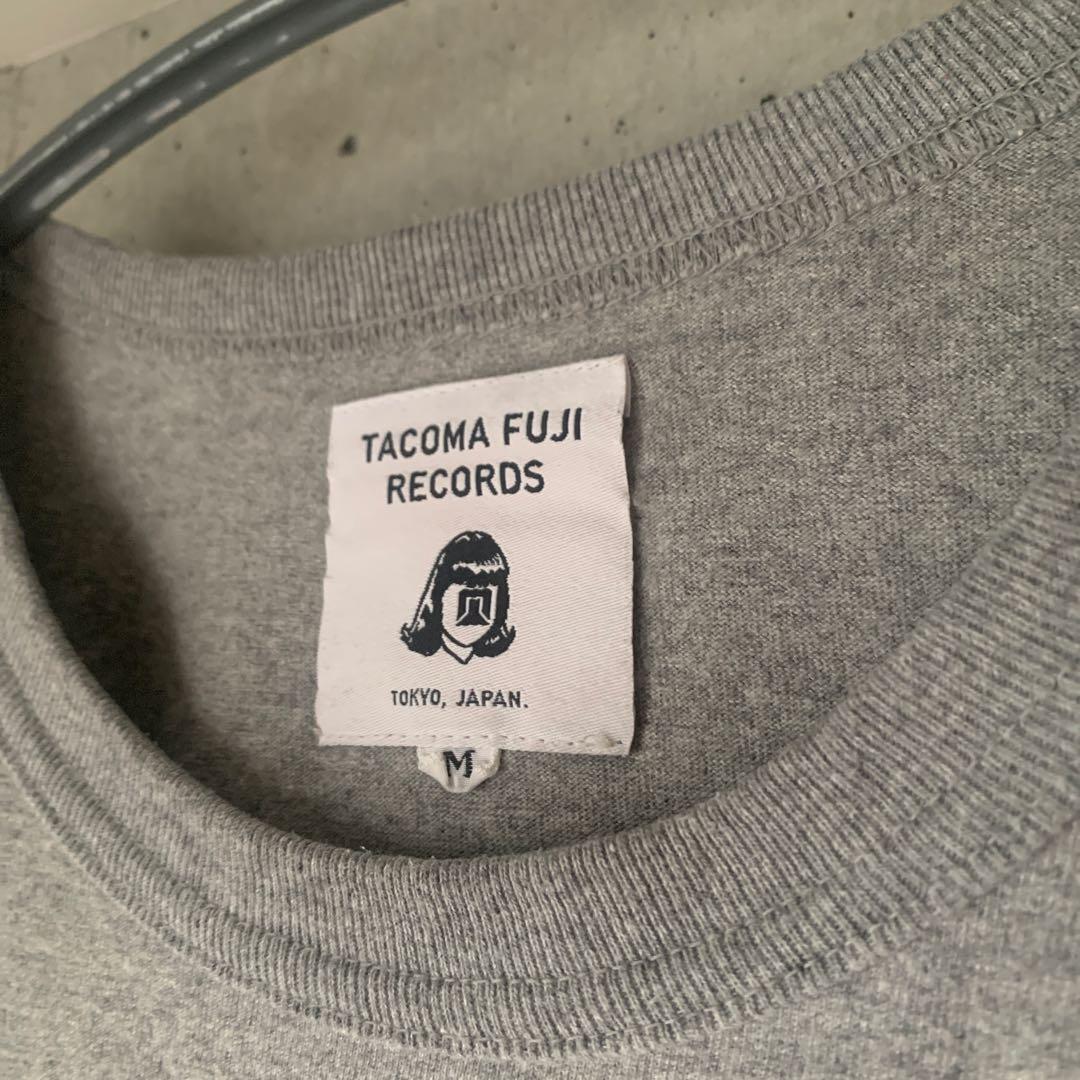 TACOMA FUJI
RECORDS
TOKYO, JAPAN.
M